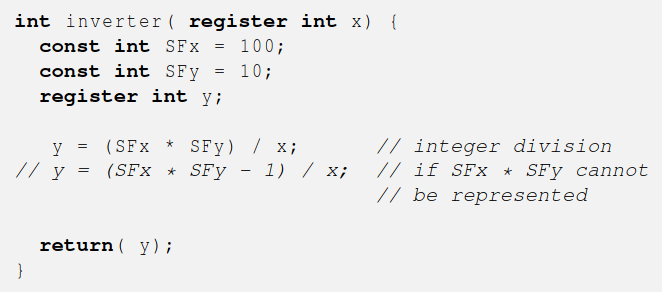 int inverter( register int x) {
const int SFx = 100;
const int SFy = 10;
register int y;
y = (SFx * SFy) / x; // integer division
// y = (SFx * SFy - 1) / x; // if SFx * SFy cannot
// be represented
return( y);
}